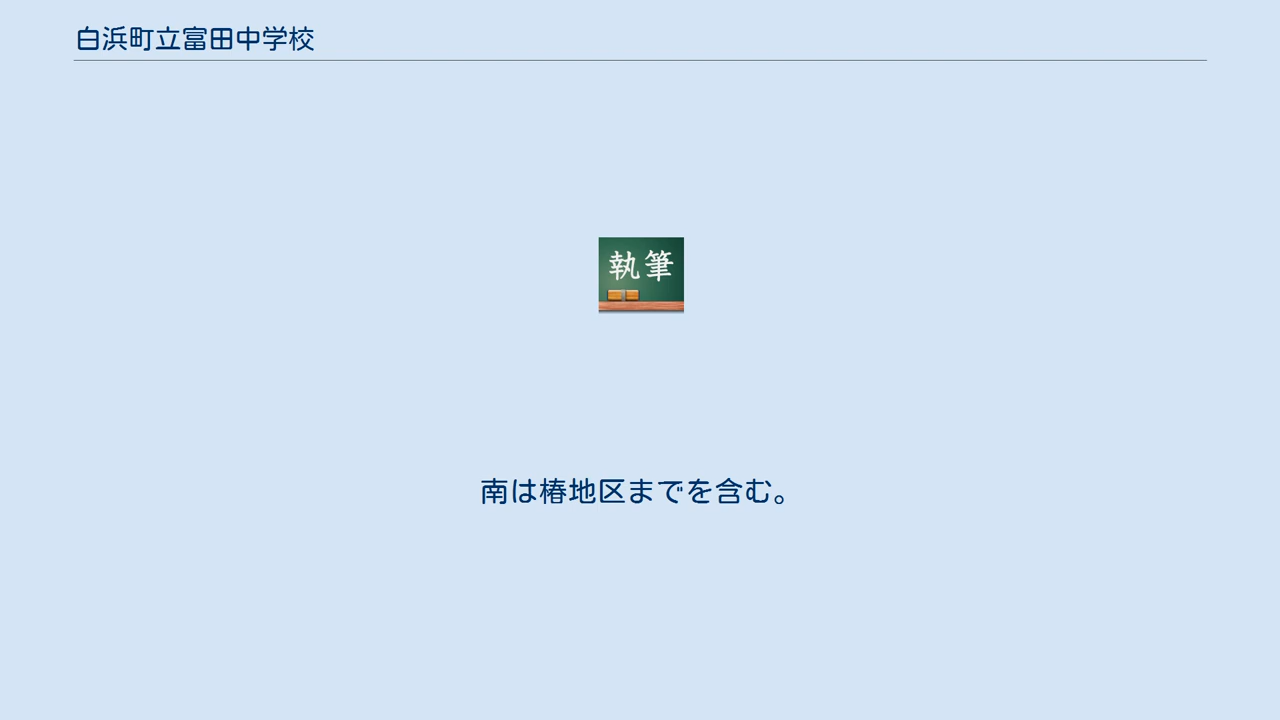 白浜町立富田中学校
執筆
南は椿地区までを含む。